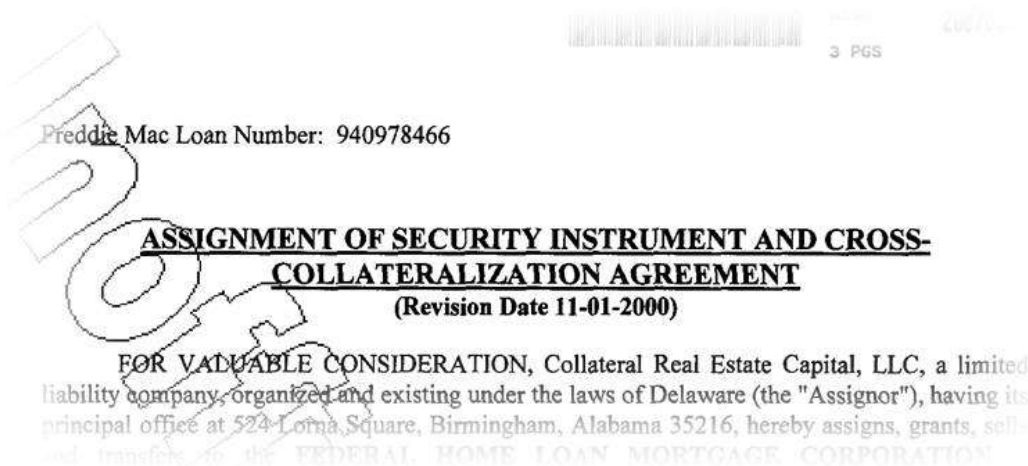 3 PGS
Freddie Mac Loan Number: 940978466
ASSIGNMENT OF SECURITY INSTRUMENT AND CROSS-
COLLATERALIZATION AGREEMENT
(Revision Date 11-01-2000)
FOR VALUABLE CONSIDERATION, Collateral Real Estate Capital, LLC, a limited
liability company, organized and existing under the laws of Delaware (the "Assignor"), having its
principal office at 524 Lorna Square, Birmingham, Alabama 35216, hereby assigns, grants, sells
and transfers to the FEDERAL HOME LOAN MORTGAGE CORPORATION